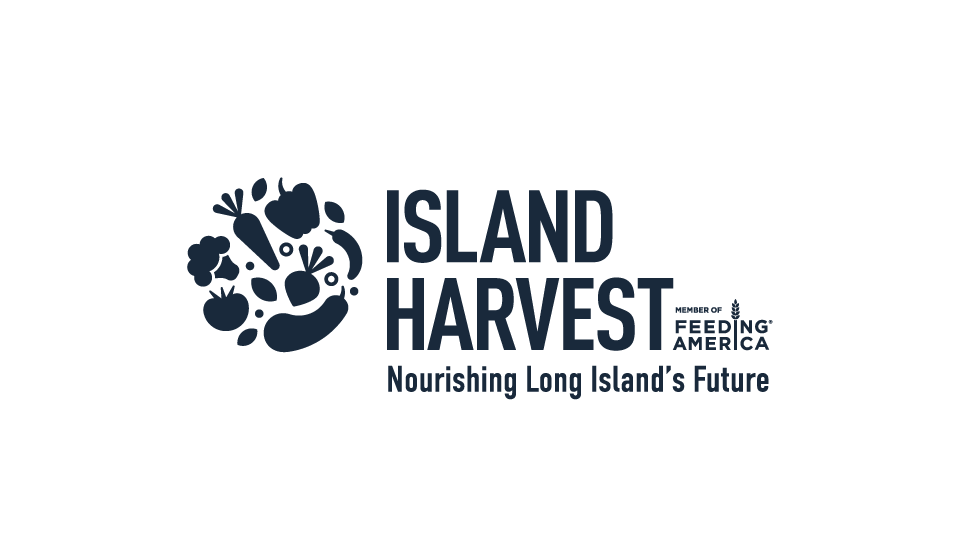 ISLAND
HARVEST
MEMBER OF
FEEDING®
AMERICA
Nourishing Long Island's Future